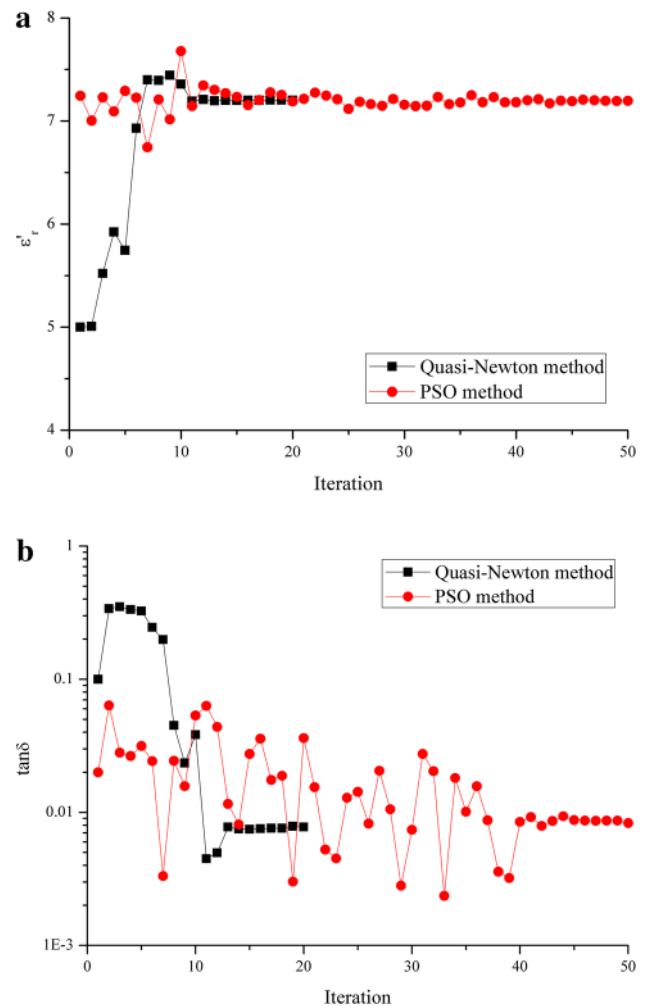 a
8
7
6
5
4
ε'r
Quasi-Newton method
PSO method
0 10 20 30 40 50
Iteration
b
1
0.1
0.01
1E-3
tanδ
Quasi-Newton method
PSO method
0 10 20 30 40 50
Iteration